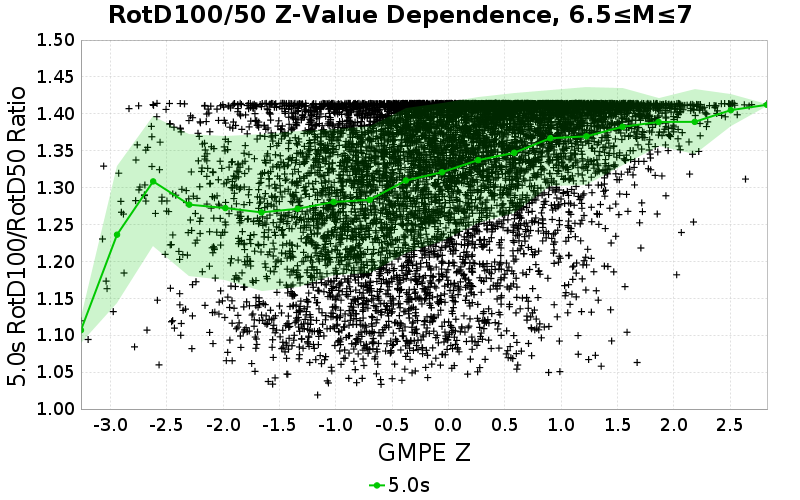 RotD100/50 Z-Value Dependence, 6.5≤M≤7
5.0s RotD100/RotD50 Ratio
1.50
1.45
1.40
1.35
1.30
1.25
1.20
1.15
1.10
1.05
1.00
-3.0 -2.5 -2.0 -1.5 -1.0 -0.5 0.0 0.5 1.0 1.5 2.0 2.5
GMPE Z
5.0s